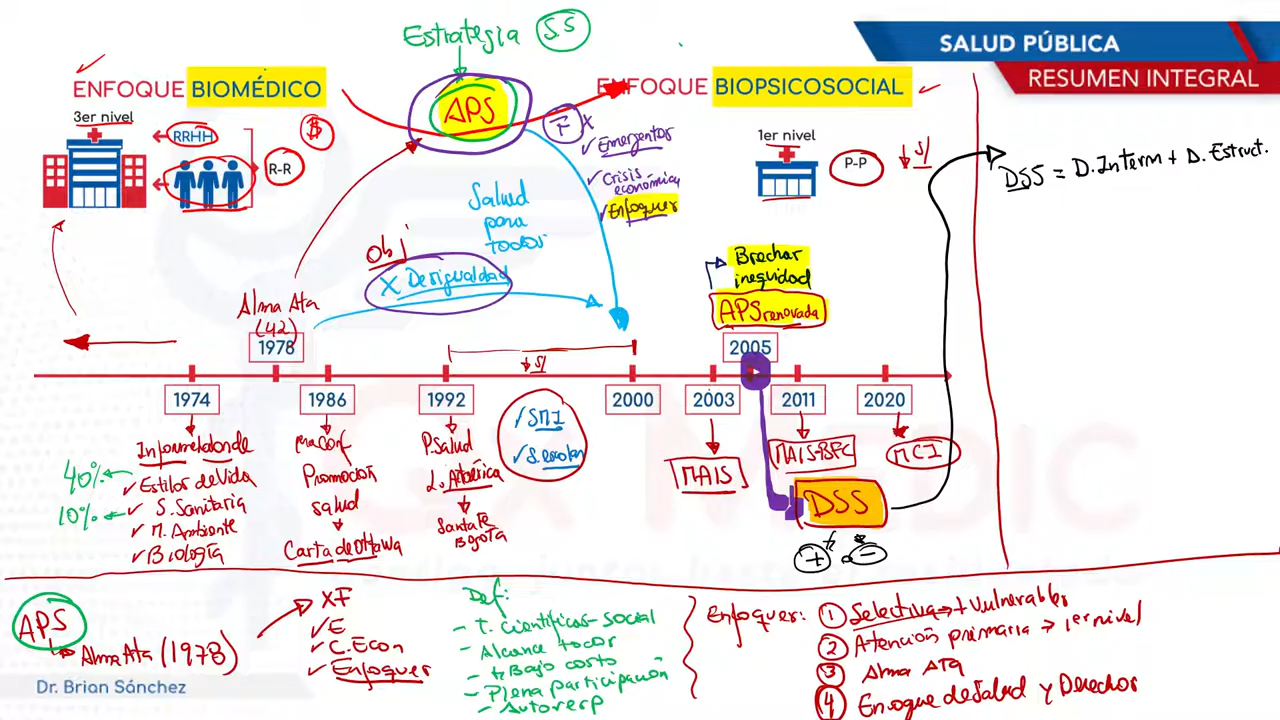 Estrategia SS
SALUD PÚBLICA
RESUMEN INTEGRAL
ENFOQUE BIOMÉDICO
APS
ENFOQUE BIOPSICOSOCIAL
3er nivel
RRHH
$
R-R
F x
✓ Emergentes
✓ Crisis económica
✓ Enfoques
1er nivel
P-P
↓ S/
DSS = D. Interm + D. Estruct.
Salud
para
todos
Obj
X Desigualdad
Alma Ata
(42)
Brechas
inequidad
APS renovada
1978
2005
↓ S/
1974
1986
1992
2000
2003
2011
2020
Informe Lalonde
40%
✓ Estilos de Vida
10%
✓ S. Sanitaria
✓ M. Ambiente
✓ Biología
Promoción
salud
Carta de Ottawa
P. Salud
L. América
Santa Fe
Bogotá
✓ SMI
✓ S. escolar
MAIS
MAIS-BFC
MCI
DSS
+
-
APS
Alma Ata (1978)
XF
✓ E
✓ C. Econ
✓ Enfoques
Def:
- T. científicos-social
- Alcance todos
- Bajo costo
- Plena participación
- Autoresp
Enfoques:
1 Selectiva → + Vulnerables
2 Atención primaria → 1er nivel
3 Alma Ata
4 Enfoque de Salud y Derechos
Dr. Brian Sánchez